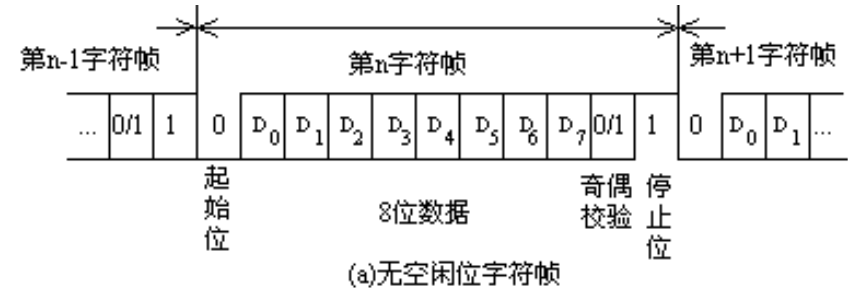 第n-1字符帧 第n字符帧 第n+1字符帧
... 0/1 1 0 D0 D1 D2 D3 D4 D5 D6 D7 0/1 1 0 D0 D1 ...
起始位 8位数据 奇偶校验 停止位
(a)无空闲位字符帧